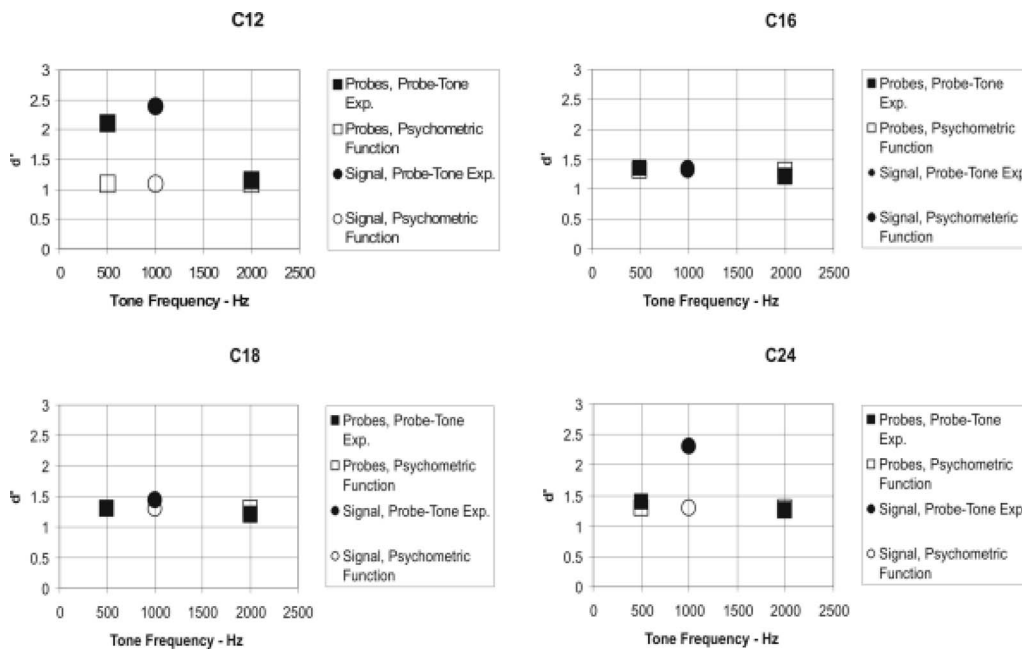 C12
3
2.5
2
1.5
1
0.5
0
d'
0 500 1000 1500 2000 2500
Tone Frequency - Hz
Probes, Probe-Tone
Exp.
Probes, Psychometric
Function
Signal, Probe-Tone Exp.
Signal, Psychometric
Function
C16
3
2.5
2
1.5
1
0.5
0
d'
0 500 1000 1500 2000 2500
Tone Frequency - Hz
Probes, Probe-Tone
Exp.
Probes, Psychometric
Function
Signal, Probe-Tone Exp
Signal, Psychometeric
Function
C18
3
2.5
2
1.5
1
0.5
0
d'
0 500 1000 1500 2000 2500
Tone Frequency - Hz
Probes, Probe-Tone
Exp.
Probes, Psychometric
Function
Signal, Probe-Tone Exp.
Signal, Psychometric
Function
C24
3
2.5
2
1.5
1
0.5
0
d'
0 500 1000 1500 2000 2500
Tone Frequency - Hz
Probes, Probe-Tone
Exp.
Probes, Psychometric
Function
Signal, Probe-Tone Exp.
Signal, Psychometric
Function